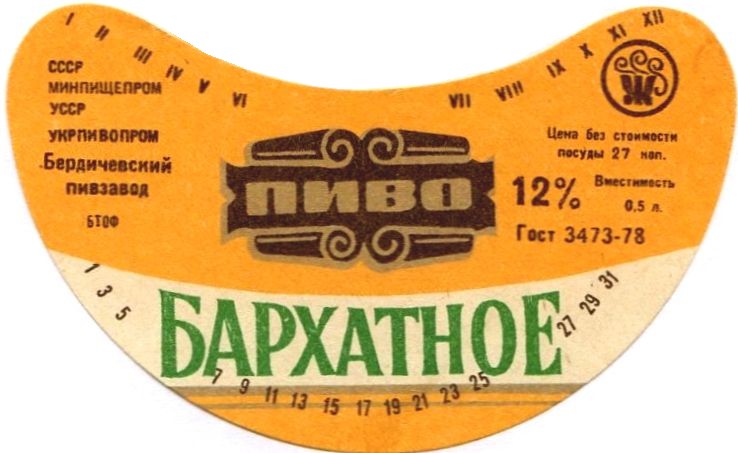 I II III IV V VI VII VIII IX X XI XII
СССР
МИНПИЩЕПРОМ
УССР
УКРПИВОПРОМ
Бердичевский
пивзавод
БТОФ
Ж
Цена без стоимости
посуды 27 коп.
ПИВО
12% Вместимость
0,5 л.
Гост 3473-78
БАРХАТНОЕ
1 3 5 7 9 11 13 15 17 19 21 23 25 27 29 31